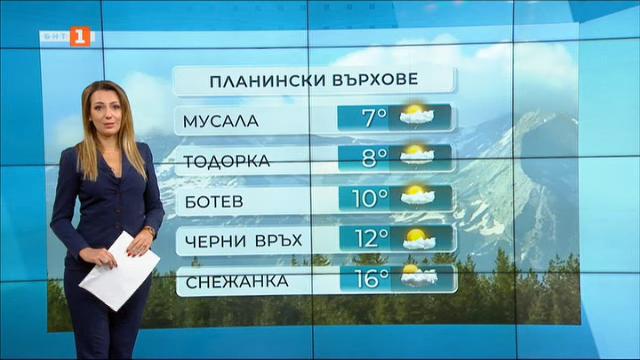 БНТ 1
ПЛАНИНСКИ ВЪРХОВЕ
МУСАЛА 7°
ТОДОРКА 8°
БОТЕВ 10°
ЧЕРНИ ВРЪХ 12°
СНЕЖАНКА 16°